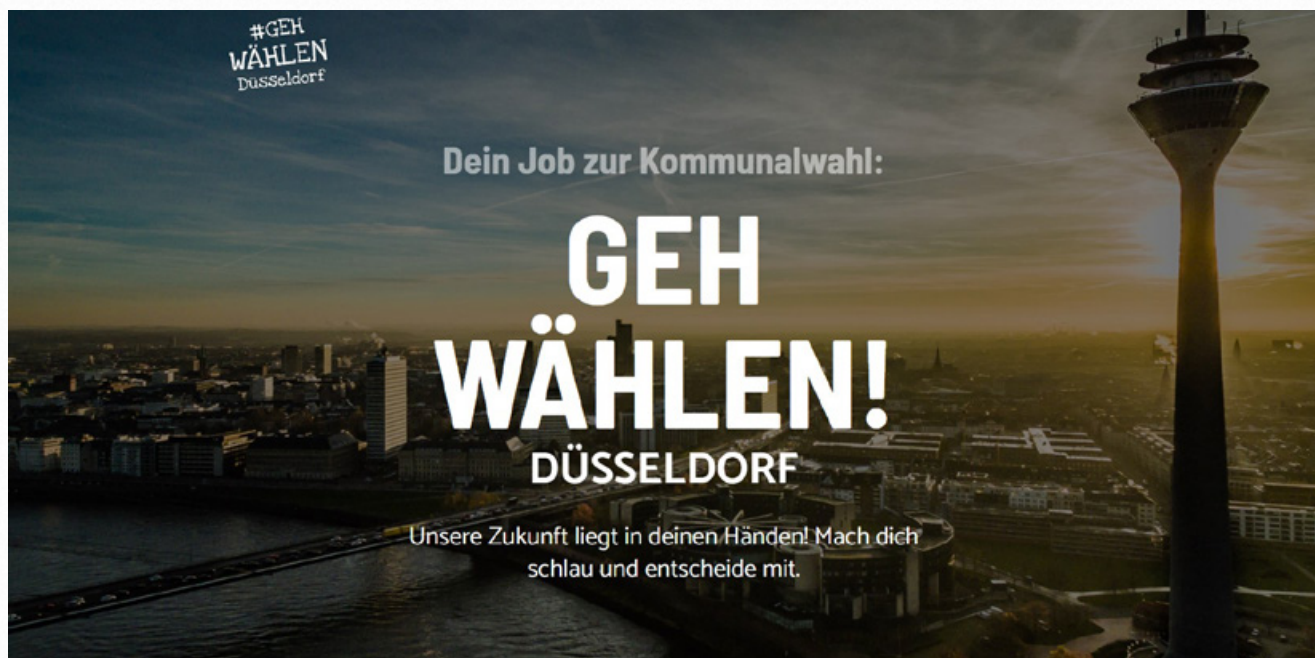 #GEH
WÄHLEN
Düsseldorf
Dein Job zur Kommunalwahl:
GEH
WÄHLEN!
DÜSSELDORF
Unsere Zukunft liegt in deinen Händen! Mach dich
schlau und entscheide mit.